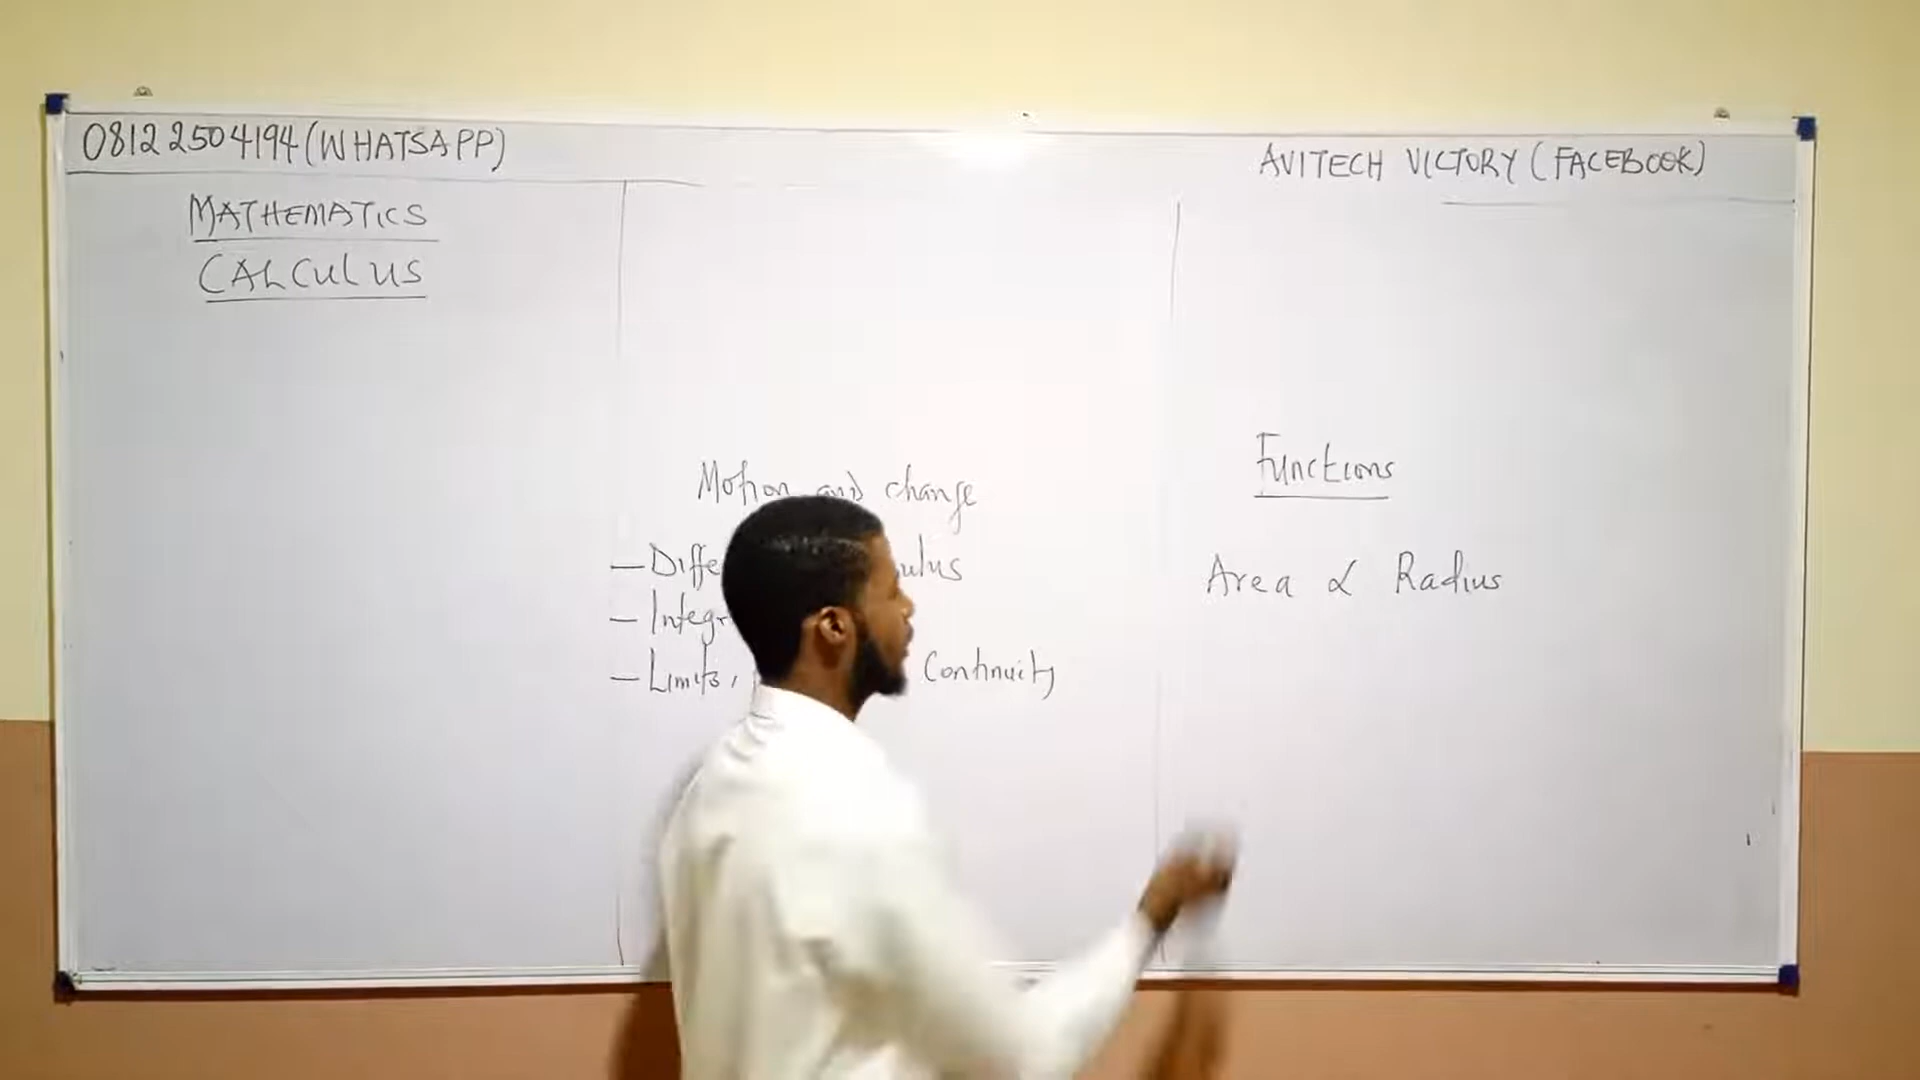 08122504194 (WHATSAPP)
AVITECH VICTORY (FACEBOOK)
MATHEMATICS
CALCULUS
Motion and change
— Diffe ulus
— Integr
— Limits, Continuity
Functions
Area α Radius